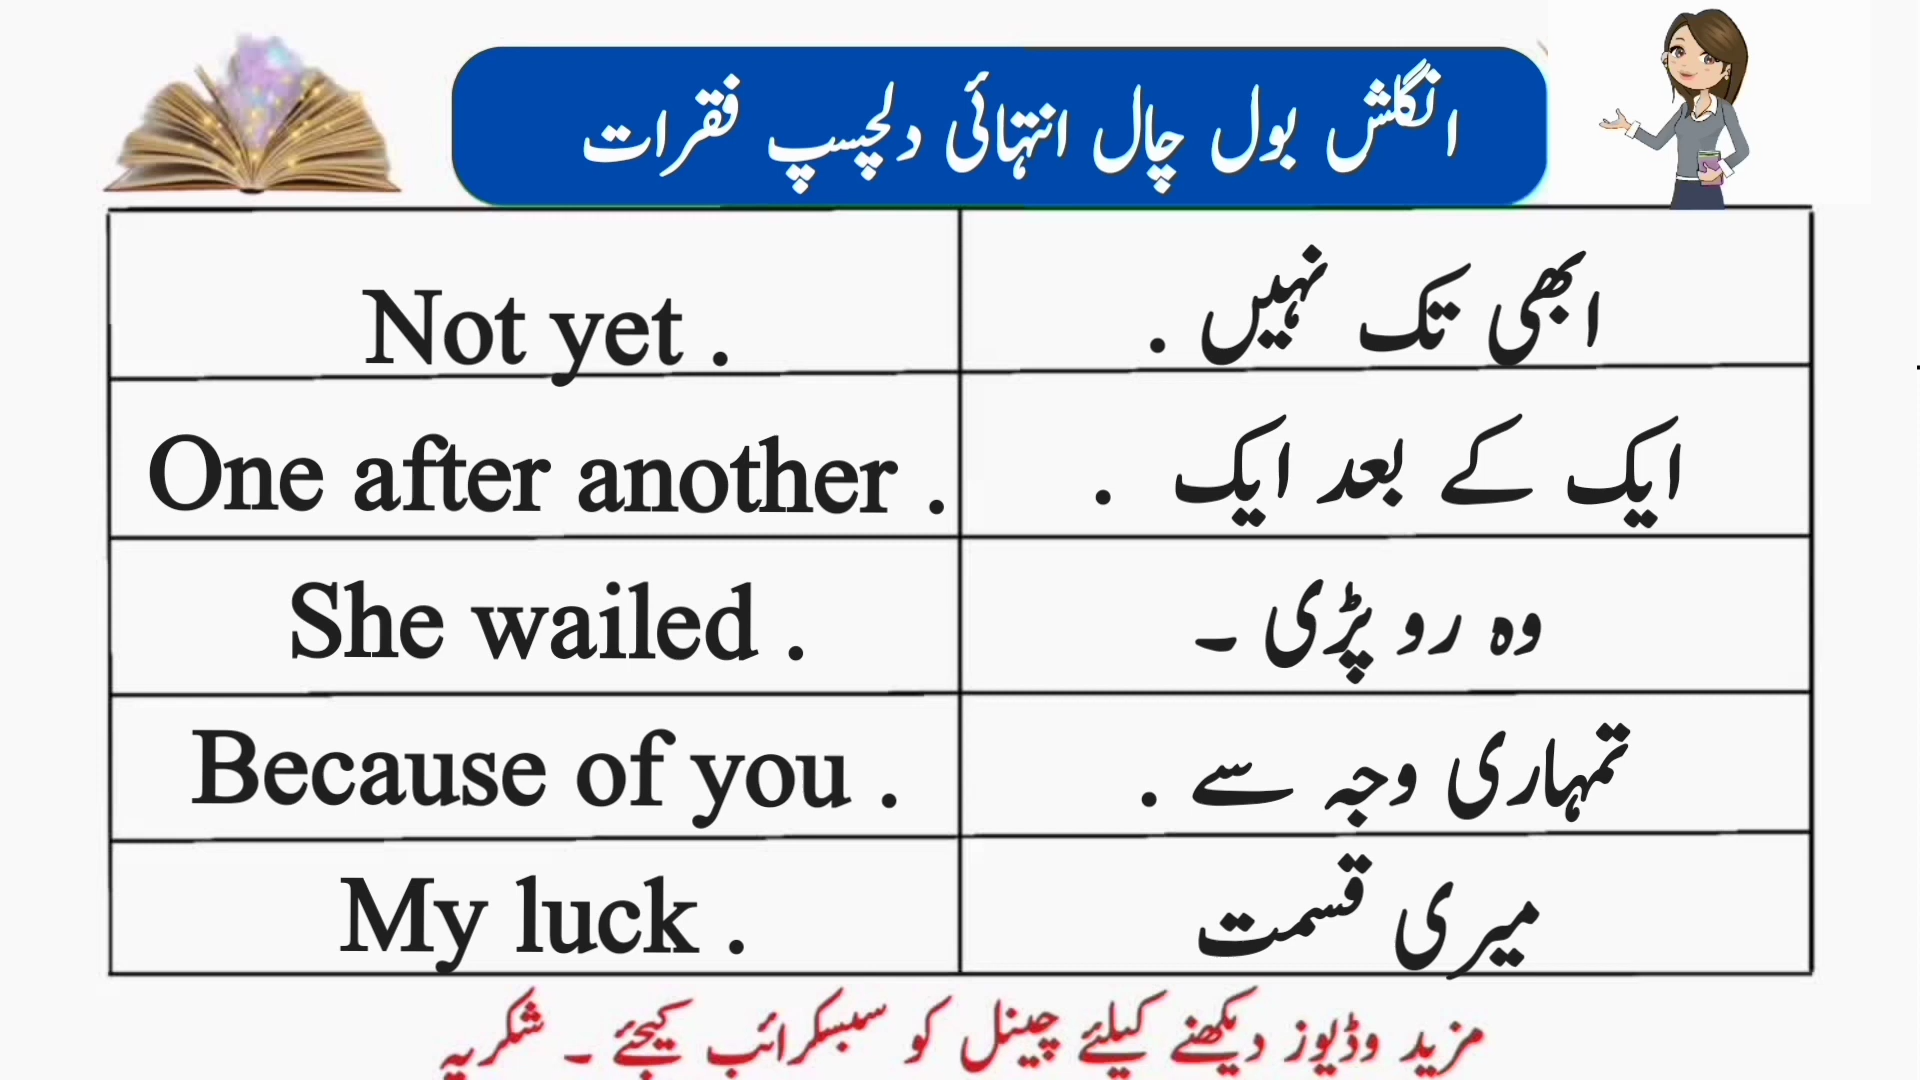 انگلش بول چال انتہائی دلچسپ فقرات
Not yet . ابھی تک نہیں .
One after another . ایک کے بعد ایک .
She wailed . وہ رو پڑی ۔
Because of you . تمہاری وجہ سے .
My luck . میری قسمت
مزید وڈیوز دیکھنے کیلئے چینل کو سبسکرائب کیجئے ۔ شکریہ